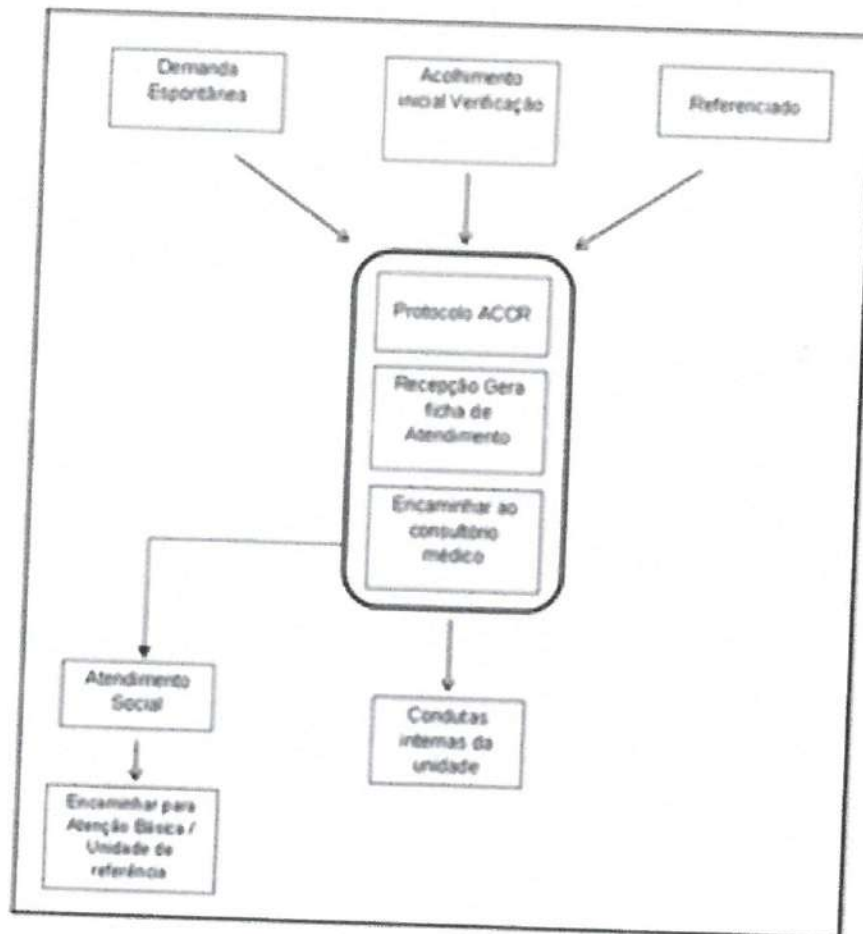 Demanda
Espontânea
Acolhimento
inicial Verificação
Referenciado
Protocolo ACCR
Recepção Gera
ficha de
Atendimento
Encaminhar ao
consultório
médico
Atendimento
Social
Condutas
internas da
unidade
Encaminhar para
Atenção Básica /
Unidade de
referência